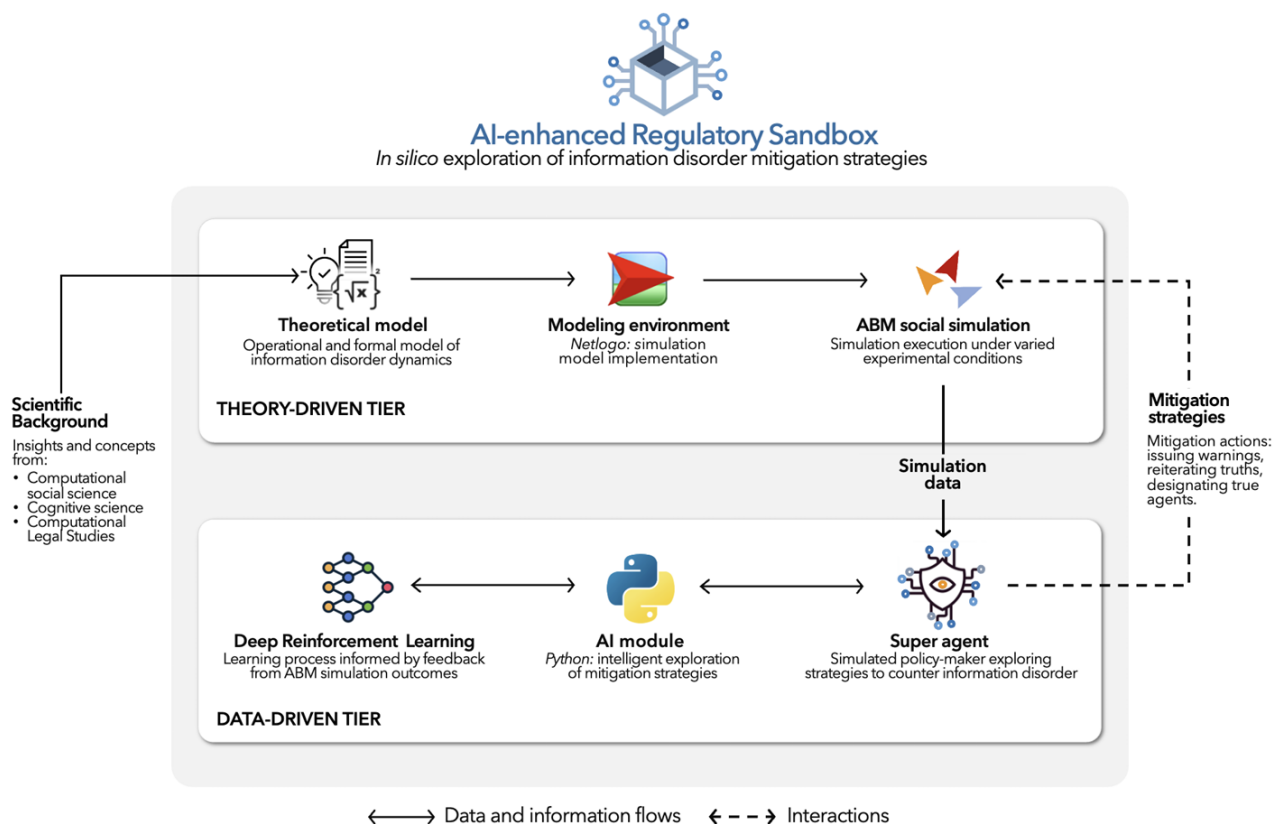 AI-enhanced Regulatory Sandbox
In silico exploration of information disorder mitigation strategies
2
{√x}
Theoretical model
Operational and formal model of
information disorder dynamics
Modeling environment
Netlogo: simulation
model implementation
ABM social simulation
Simulation execution under varied
experimental conditions
THEORY-DRIVEN TIER
Scientific
Background
Insights and concepts
from:
• Computational
social science
• Cognitive science
• Computational
Legal Studies
Mitigation
strategies
Mitigation actions:
issuing warnings,
reiterating truths,
designating true
agents.
Simulation
data
Deep Reinforcement Learning
Learning process informed by feedback
from ABM simulation outcomes
AI module
Python: intelligent exploration
of mitigation strategies
Super agent
Simulated policy-maker exploring
strategies to counter information disorder
DATA-DRIVEN TIER
Data and information flows
Interactions